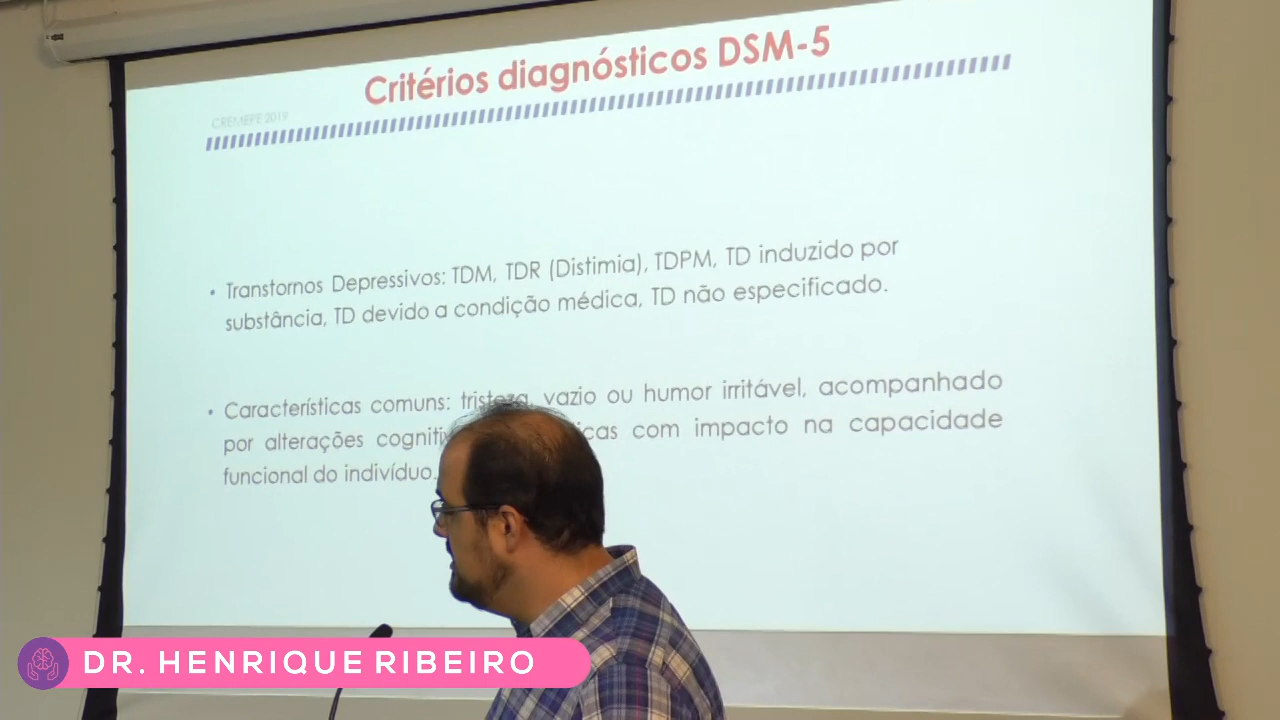 Critérios diagnósticos DSM-5
CREMEPE 2019
• Transtornos Depressivos: TDM, TDR (Distimia), TDPM, TD induzido por
substância, TD devido a condição médica, TD não especificado.
• Características comuns: tristeza, vazio ou humor irritável, acompanhado
por alterações com impacto na capacidade
funcional do indivíduo.
DR. HENRIQUE RIBEIRO